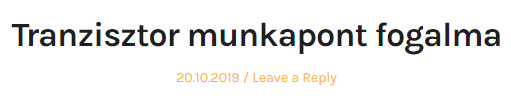 Tranzisztor munkapont fogalma
20.10.2019 / Leave a Reply